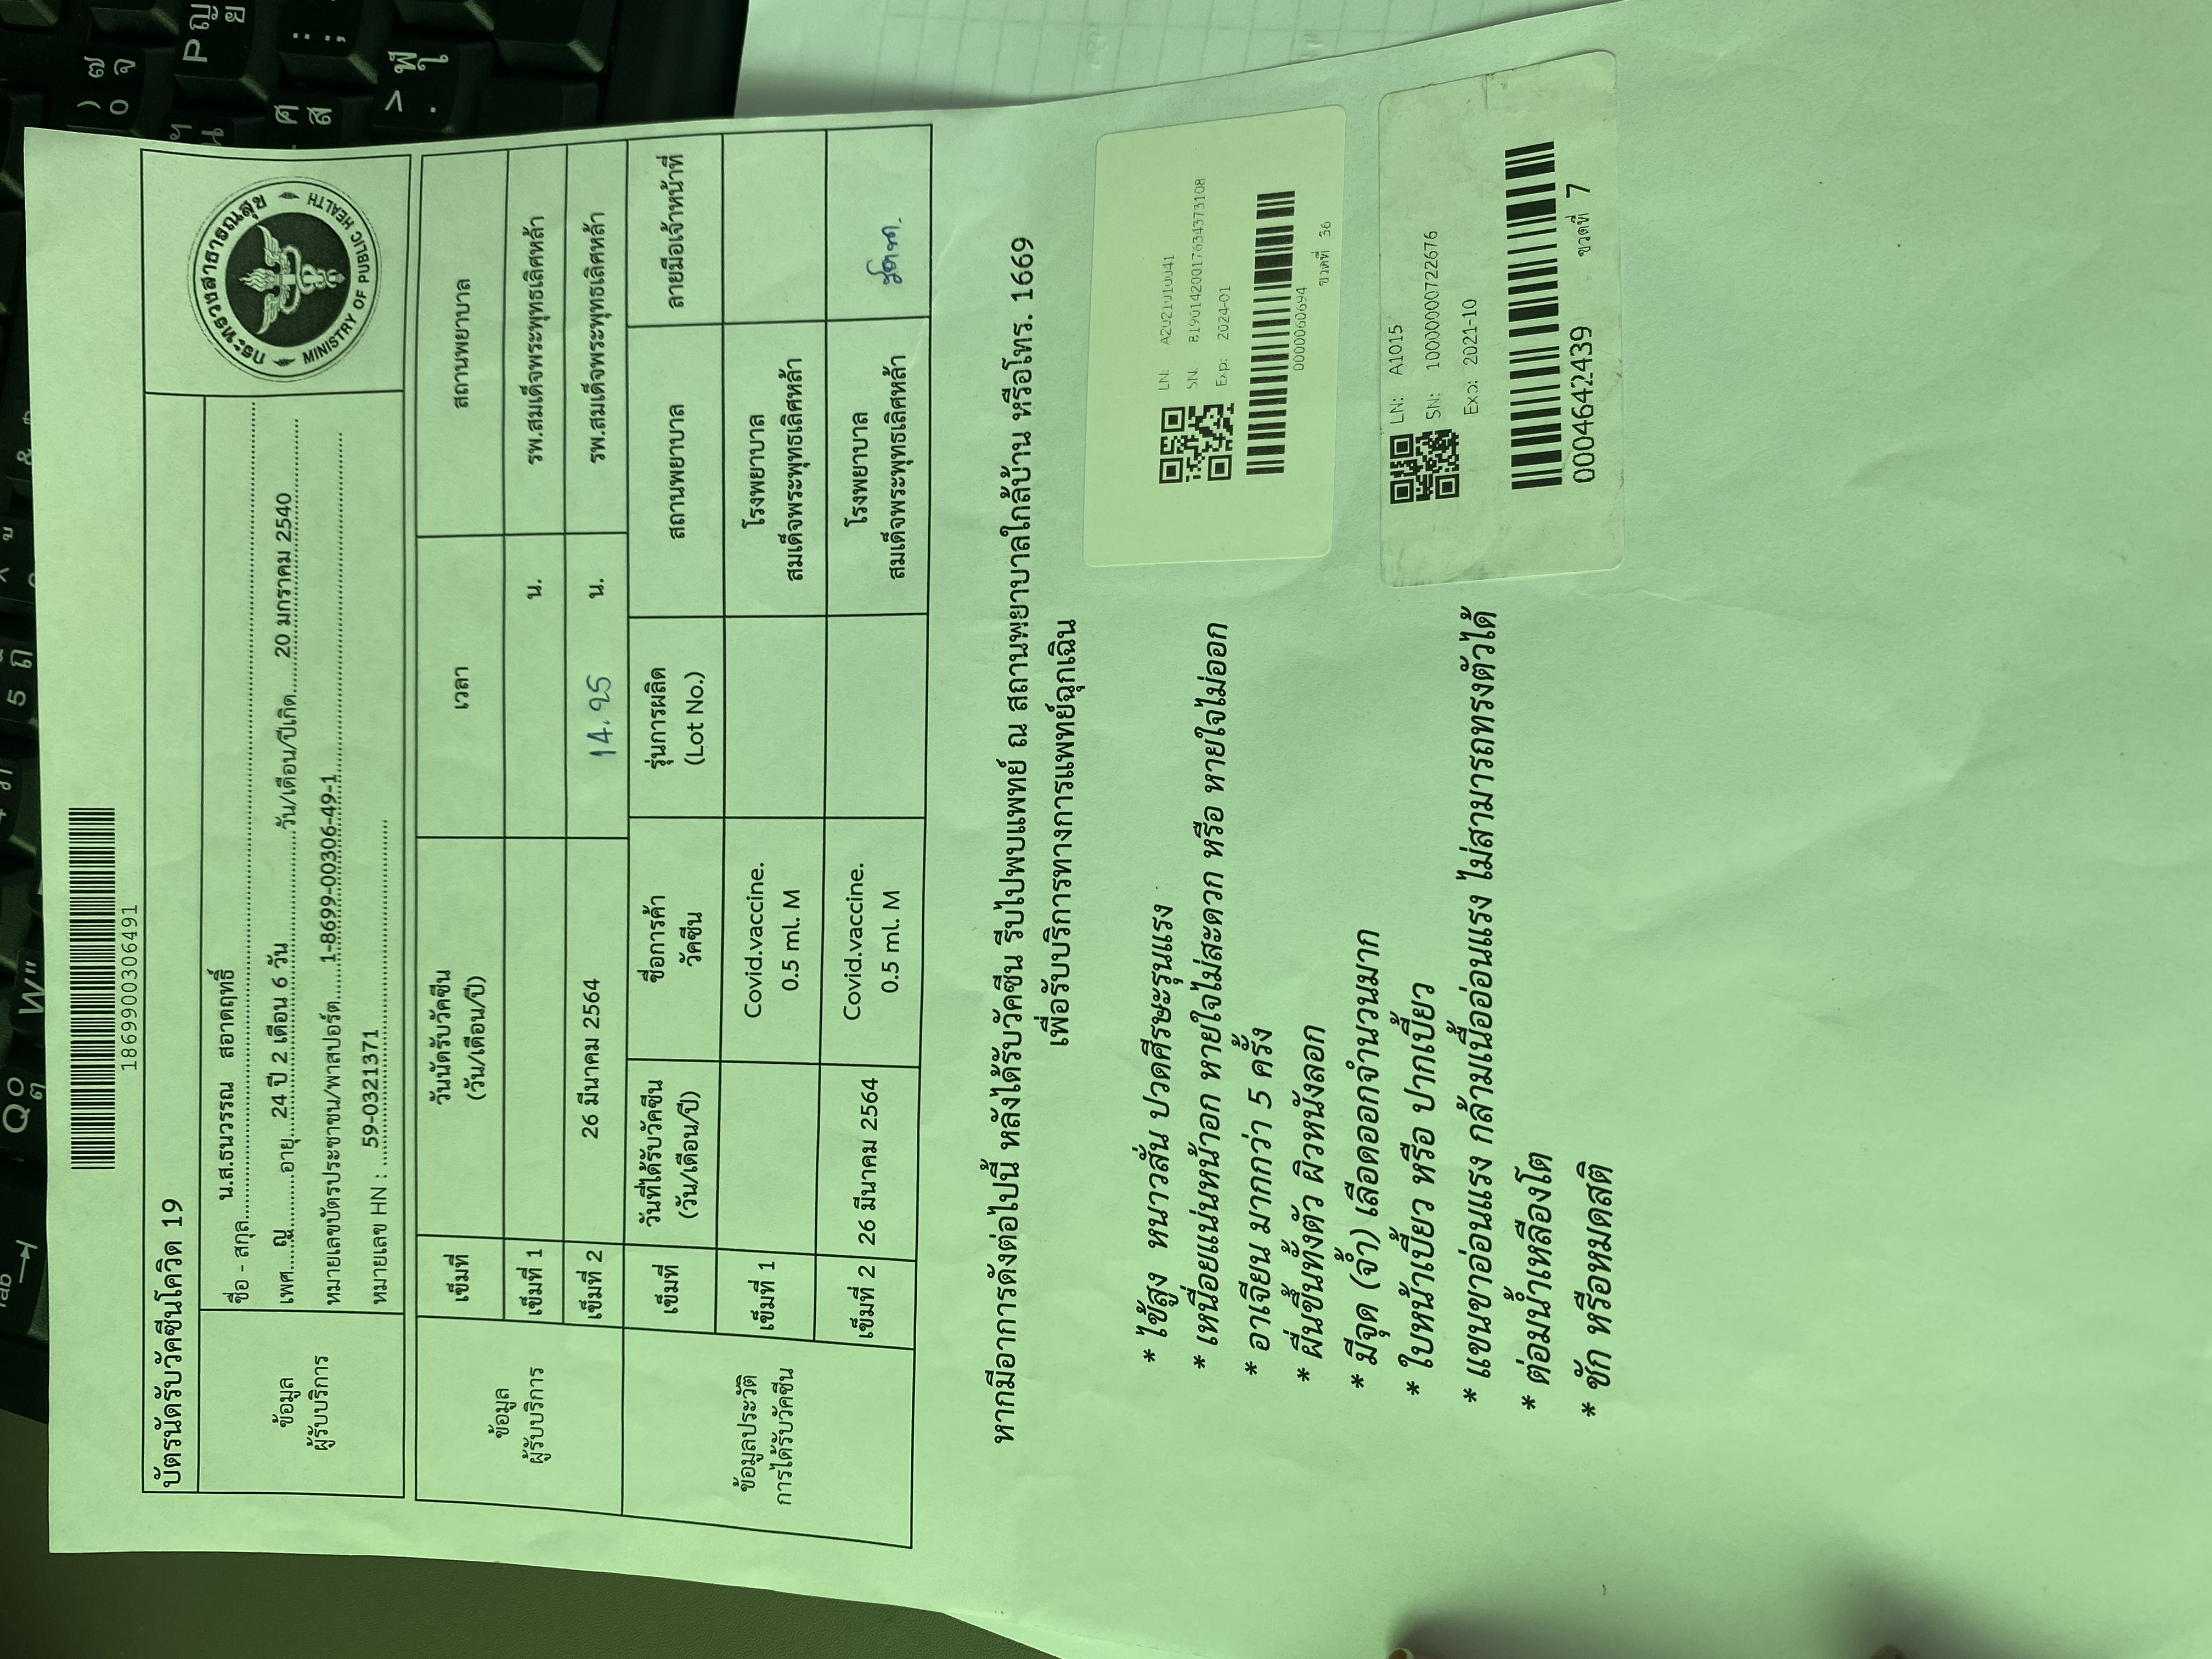 1869900306491
บัตรนัดรับวัคซีนโควิด 19
ข้อมูล
ผู้รับบริการ
ชื่อ - สกุล น.ส.ธนวรรณ สอาดฤทธิ์
เพศ ญ อายุ 24 ปี 2 เดือน 6 วัน วัน/เดือน/ปีเกิด 20 มกราคม 2540
หมายเลขบัตรประชาชน/พาสปอร์ต 1-8699-00306-49-1
หมายเลข HN : 59-0321371
กระทรวงสาธารณสุข
MINISTRY OF PUBLIC HEALTH
ข้อมูล
ผู้รับบริการ
เข็มที่ วันนัดรับวัคซีน (วัน/เดือน/ปี) เวลา สถานพยาบาล
เข็มที่ 1 น. รพ.สมเด็จพระพุทธเลิศหล้า
เข็มที่ 2 26 มีนาคม 2564 14.25 น. รพ.สมเด็จพระพุทธเลิศหล้า
ข้อมูลประวัติ
การได้รับวัคซีน
เข็มที่ วันที่ได้รับวัคซีน (วัน/เดือน/ปี) ชื่อการค้า วัคซีน รุ่นการผลิต (Lot No.) สถานพยาบาล ลายมือเจ้าหน้าที่
เข็มที่ 1 Covid.vaccine. 0.5 ml. M โรงพยาบาล สมเด็จพระพุทธเลิศหล้า
เข็มที่ 2 26 มีนาคม 2564 Covid.vaccine. 0.5 ml. M โรงพยาบาล สมเด็จพระพุทธเลิศหล้า
หากมีอาการดังต่อไปนี้ หลังได้รับวัคซีน รีบไปพบแพทย์ ณ สถานพยาบาลใกล้บ้าน หรือโทร. 1669
เพื่อรับบริการทางการแพทย์ฉุกเฉิน
* ไข้สูง หนาวสั่น ปวดศีรษะรุนแรง
* เหนื่อยแน่นหน้าอก หายใจไม่สะดวก หรือ หายใจไม่ออก
* อาเจียน มากกว่า 5 ครั้ง
* ผื่นขึ้นทั้งตัว ผิวหนังลอก
* มีจุด (จ้ำ) เลือดออกจำนวนมาก
* ใบหน้าเบี้ยว หรือ ปากเบี้ยว
* แขนขาอ่อนแรง กล้ามเนื้ออ่อนแรง ไม่สามารถทรงตัวได้
* ต่อมน้ำเหลืองโต
* ชัก หรือหมดสติ
LN: A2021010041
SN: 81901420017634373108
Exp: 2024-01
0000060694
ขวดที่ 36
LN: A1015
SN: 10000000722676
Exp: 2021-10
0004642439 ขวดที่ 7